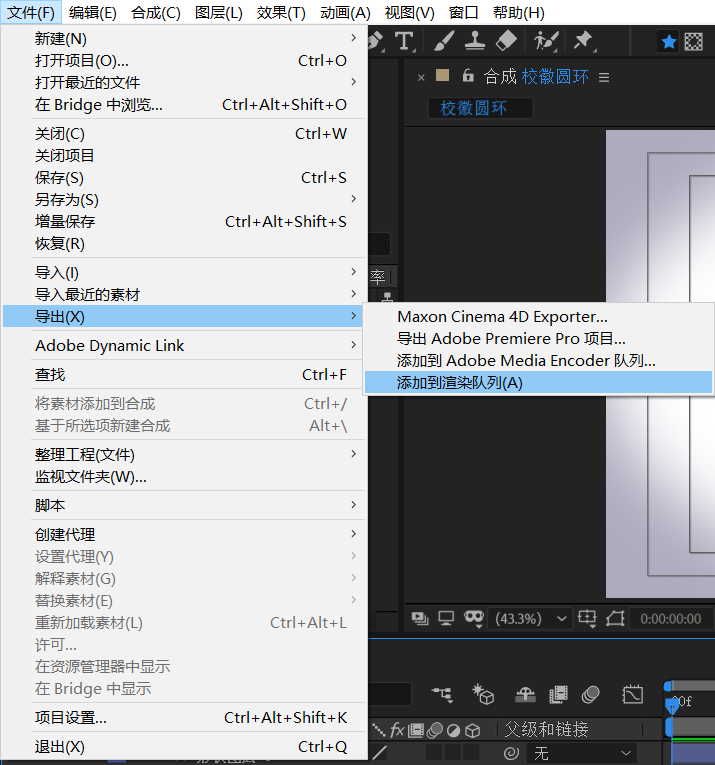 文件(F) 编辑(E) 合成(C) 图层(L) 效果(T) 动画(A) 视图(V) 窗口 帮助(H)
新建(N)
打开项目(O)... Ctrl+O
打开最近的文件
在 Bridge 中浏览... Ctrl+Alt+Shift+O
关闭(C) Ctrl+W
关闭项目
保存(S) Ctrl+S
另存为(S)
增量保存 Ctrl+Alt+Shift+S
恢复(R)
导入(I)
导入最近的素材
导出(X)
Adobe Dynamic Link
查找 Ctrl+F
将素材添加到合成 Ctrl+/
基于所选项新建合成 Alt+\
整理工程(文件)
监视文件夹(W)...
脚本
创建代理
设置代理(Y)
解释素材(G)
替换素材(E)
重新加载素材(L) Ctrl+Alt+L
许可...
在资源管理器中显示
在 Bridge 中显示
项目设置... Ctrl+Alt+Shift+K
退出(X) Ctrl+Q
合成 校徽圆环
校徽圆环
率
Maxon Cinema 4D Exporter...
导出 Adobe Premiere Pro 项目...
添加到 Adobe Media Encoder 队列...
添加到渲染队列(A)
(43.3%)
0:00:00:00
00f
fx
父级和链接
无